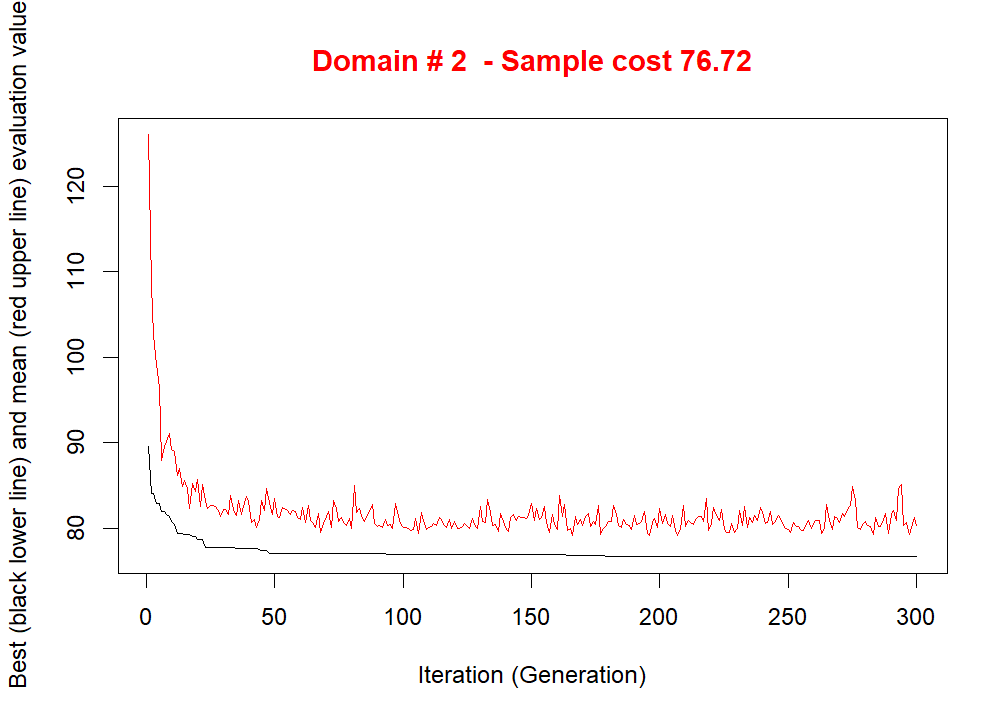 Domain # 2  - Sample cost 76.72
Best (black lower line) and mean (red upper line) evaluation value
120
110
100
90
80
0 50 100 150 200 250 300
Iteration (Generation)